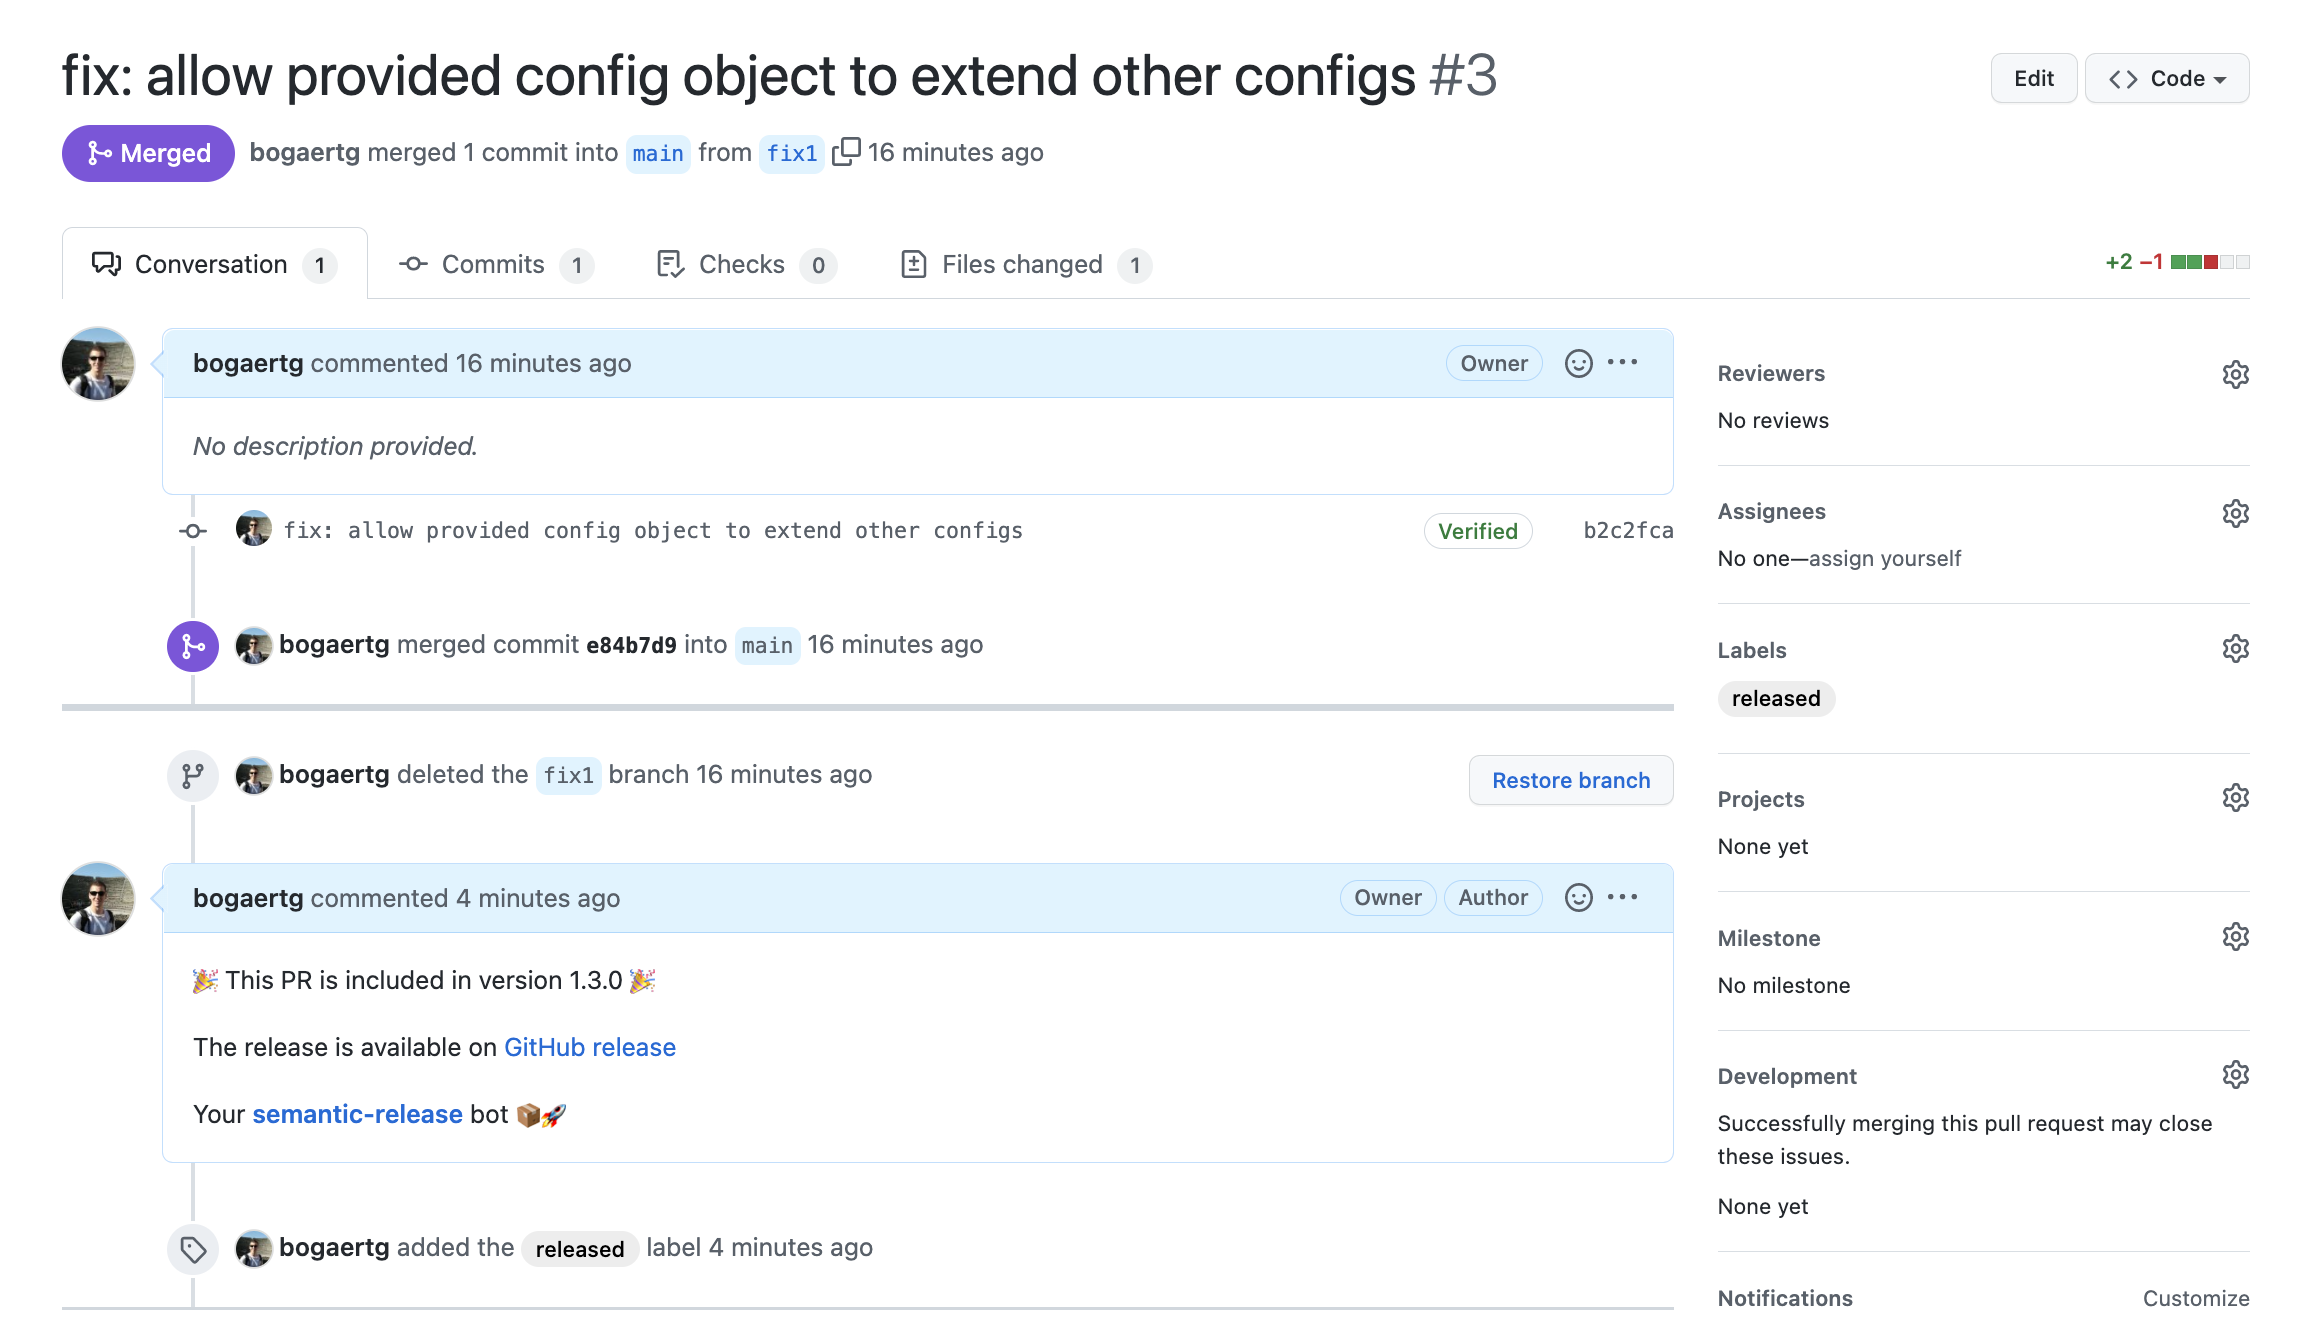 fix: allow provided config object to extend other configs #3
Edit
Code
Merged
bogaertg merged 1 commit into main from fix1 16 minutes ago
Conversation 1
Commits 1
Checks 0
Files changed 1
+2 −1
bogaertg commented 16 minutes ago
Owner
No description provided.
fix: allow provided config object to extend other configs
Verified
b2c2fca
bogaertg merged commit e84b7d9 into main 16 minutes ago
bogaertg deleted the fix1 branch 16 minutes ago
Restore branch
bogaertg commented 4 minutes ago
Owner
Author
🎉 This PR is included in version 1.3.0 🎉
The release is available on GitHub release
Your semantic-release bot 📦🚀
bogaertg added the released label 4 minutes ago
Reviewers
No reviews
Assignees
No one—assign yourself
Labels
released
Projects
None yet
Milestone
No milestone
Development
Successfully merging this pull request may close
these issues.
None yet
Notifications
Customize